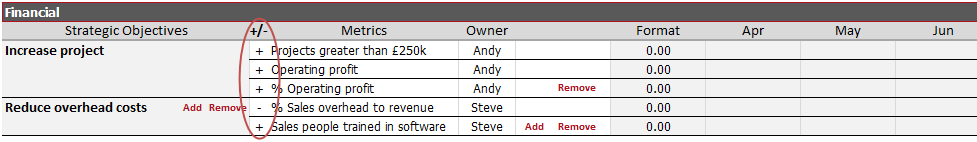 Financial
Strategic Objectives +/- Metrics Owner Format Apr May Jun
Increase project + Projects greater than £250k Andy 0.00
+ Operating profit Andy 0.00
+ % Operating profit Andy Remove 0.00
Reduce overhead costs Add Remove - % Sales overhead to revenue Steve 0.00
+ Sales people trained in software Steve Add Remove 0.00